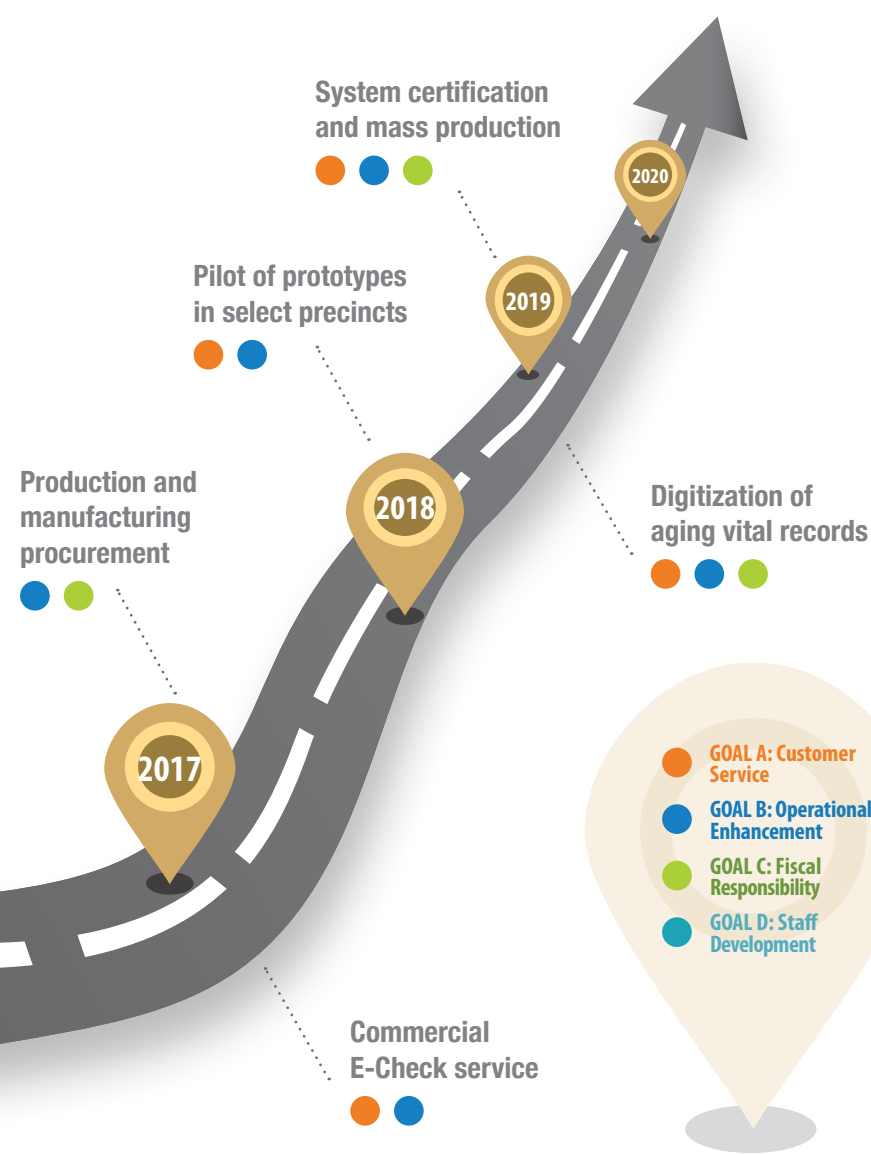 System certification
and mass production
2020
Pilot of prototypes
in select precincts
2019
Production and
manufacturing
procurement
2018
Digitization of
aging vital records
2017
GOAL A: Customer
Service
GOAL B: Operational
Enhancement
GOAL C: Fiscal
Responsibility
GOAL D: Staff
Development
Commercial
E-Check service